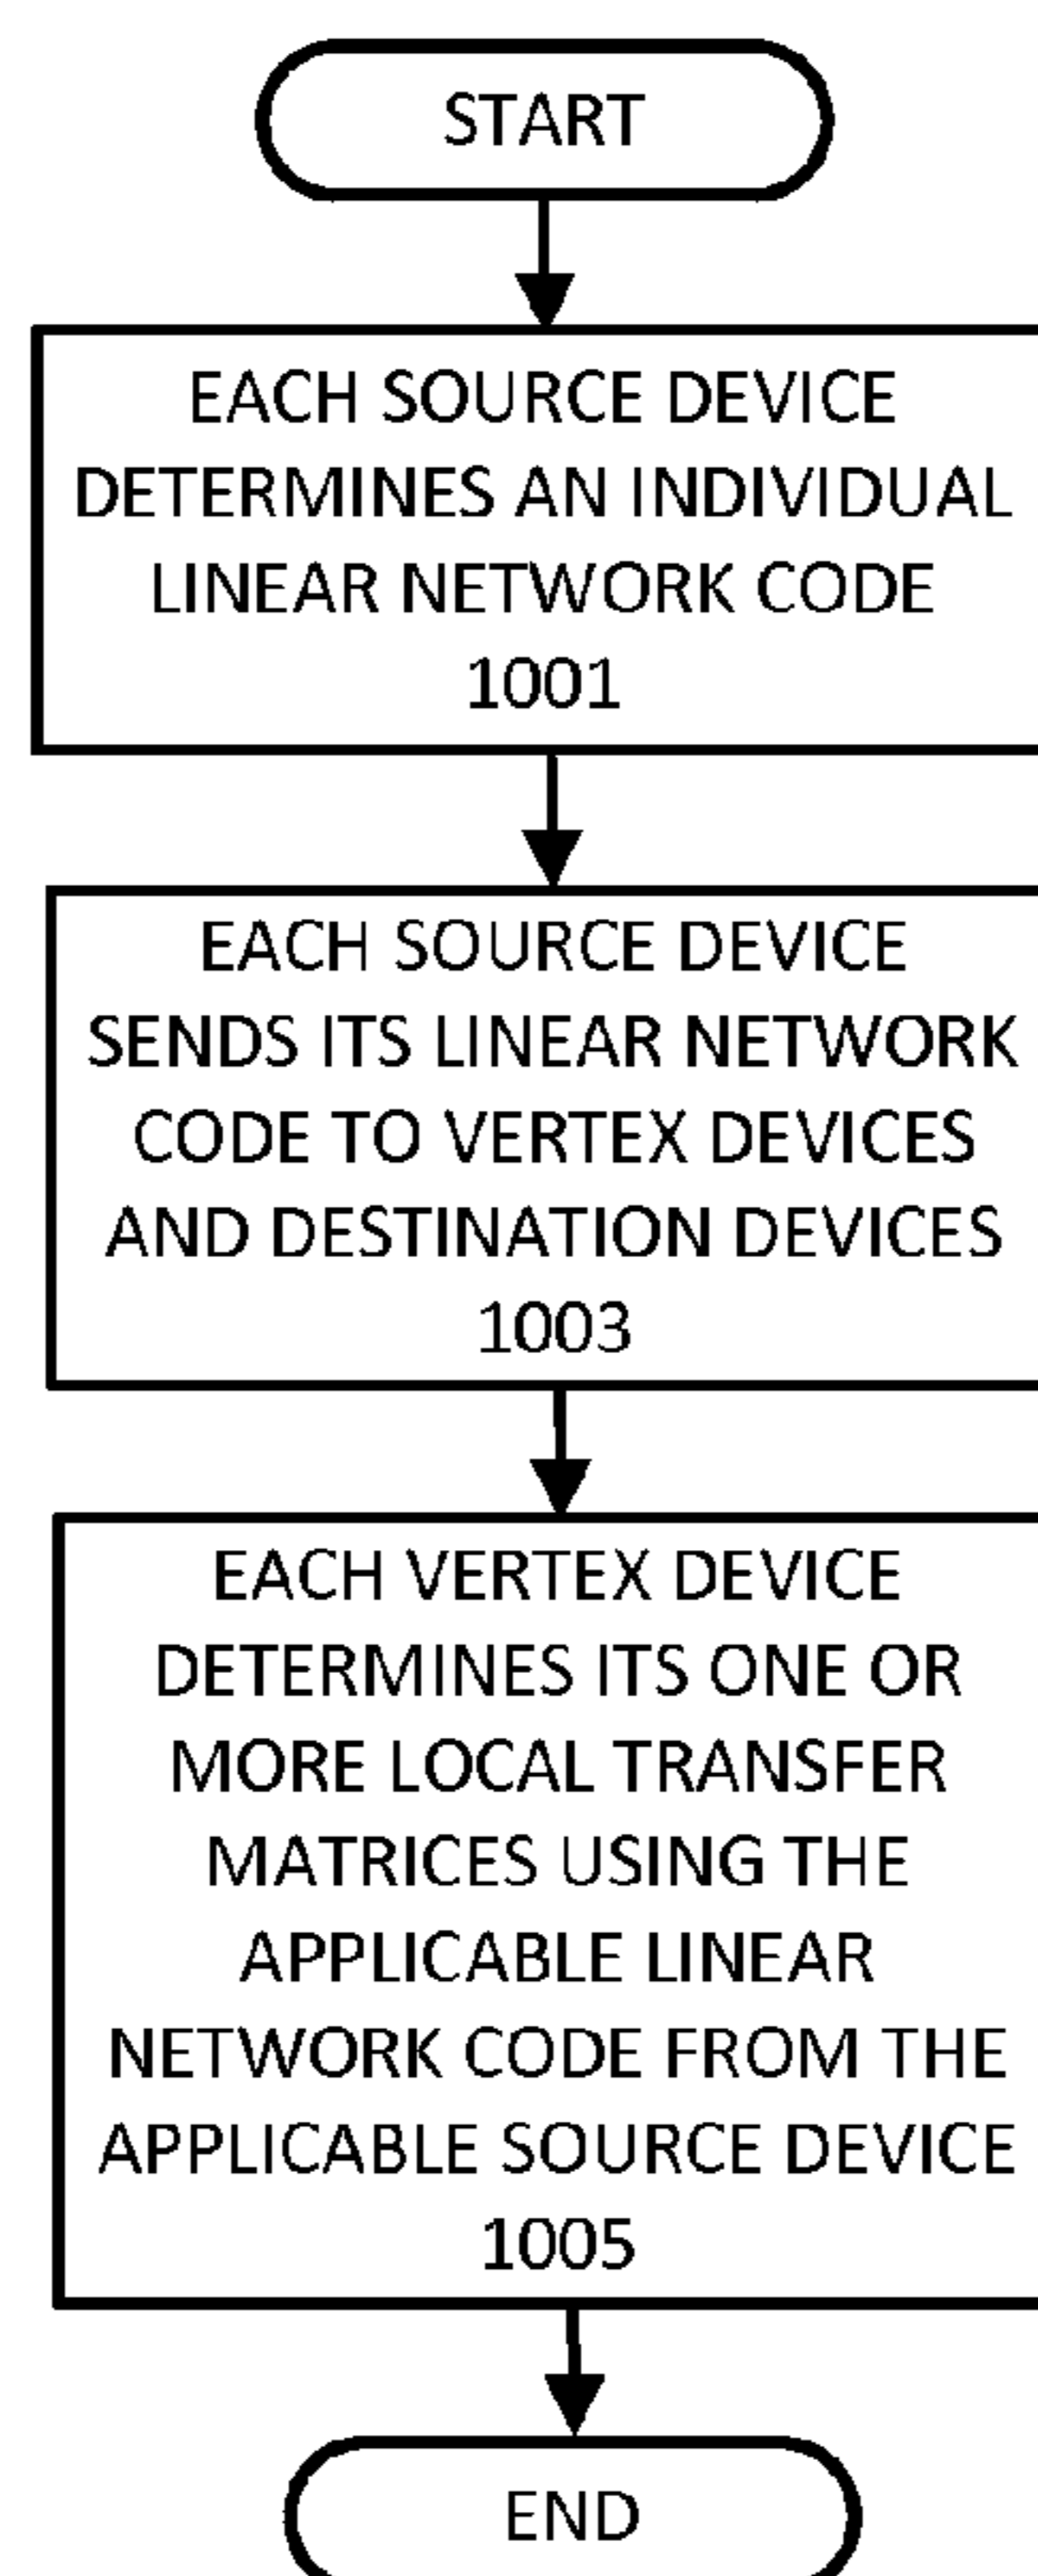 START
EACH SOURCE DEVICE
DETERMINES AN INDIVIDUAL
LINEAR NETWORK CODE
1001
EACH SOURCE DEVICE
SENDS ITS LINEAR NETWORK
CODE TO VERTEX DEVICES
AND DESTINATION DEVICES
1003
EACH VERTEX DEVICE
DETERMINES ITS ONE OR
MORE LOCAL TRANSFER
MATRICES USING THE
APPLICABLE LINEAR
NETWORK CODE FROM THE
APPLICABLE SOURCE DEVICE
1005
END